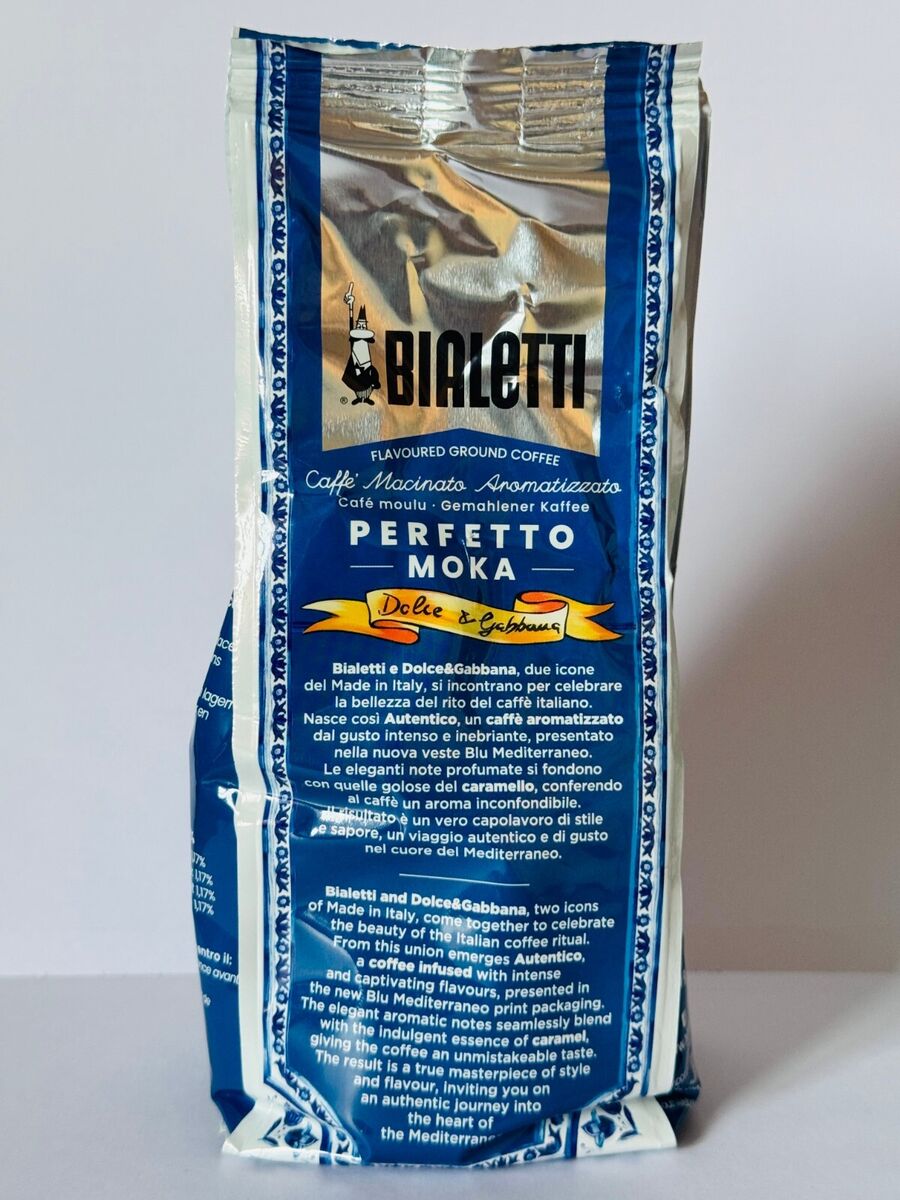 BIALETTI
®
FLAVOURED GROUND COFFEE
Caffè Macinato Aromatizzato
Café moulu · Gemahlener Kaffee
PERFETTO
MOKA
Dolce & Gabbana
Bialetti e Dolce&Gabbana, due icone
del Made in Italy, si incontrano per celebrare
la bellezza del rito del caffè italiano.
Nasce così Autentico, un caffè aromatizzato
dal gusto intenso e inebriante, presentato
nella nuova veste Blu Mediterraneo.
Le eleganti note profumate si fondono
con quelle golose del caramello, conferendo
al caffè un aroma inconfondibile.
Il risultato è un vero capolavoro di stile
e sapore, un viaggio autentico e di gusto
nel cuore del Mediterraneo.
Bialetti and Dolce&Gabbana, two icons
of Made in Italy, come together to celebrate
the beauty of the Italian coffee ritual.
From this union emerges Autentico,
a coffee infused with intense
and captivating flavours, presented in
the new Blu Mediterraneo print packaging.
The elegant aromatic notes seamlessly blend
with the indulgent essence of caramel,
giving the coffee an unmistakeable taste.
The result is a true masterpiece of style
and flavour, inviting you on
an authentic journey into
the heart of
the Mediterrane
1,17%
1,17%